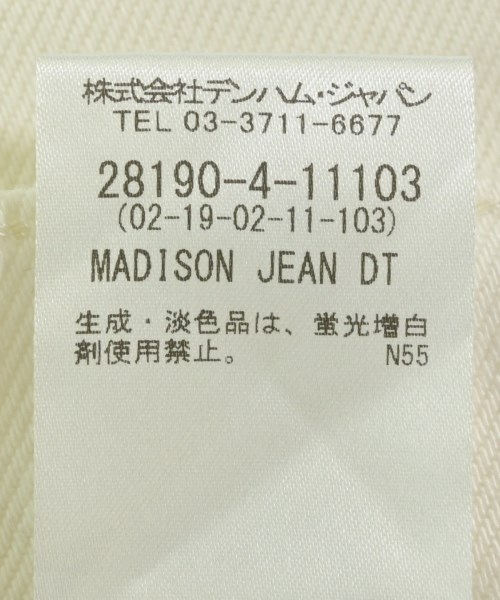 株式会社デンハム・ジャパン
TEL 03-3711-6677
28190-4-11103
(02-19-02-11-103)
MADISON JEAN DT
生成・淡色品は、蛍光増白
剤使用禁止。 N55